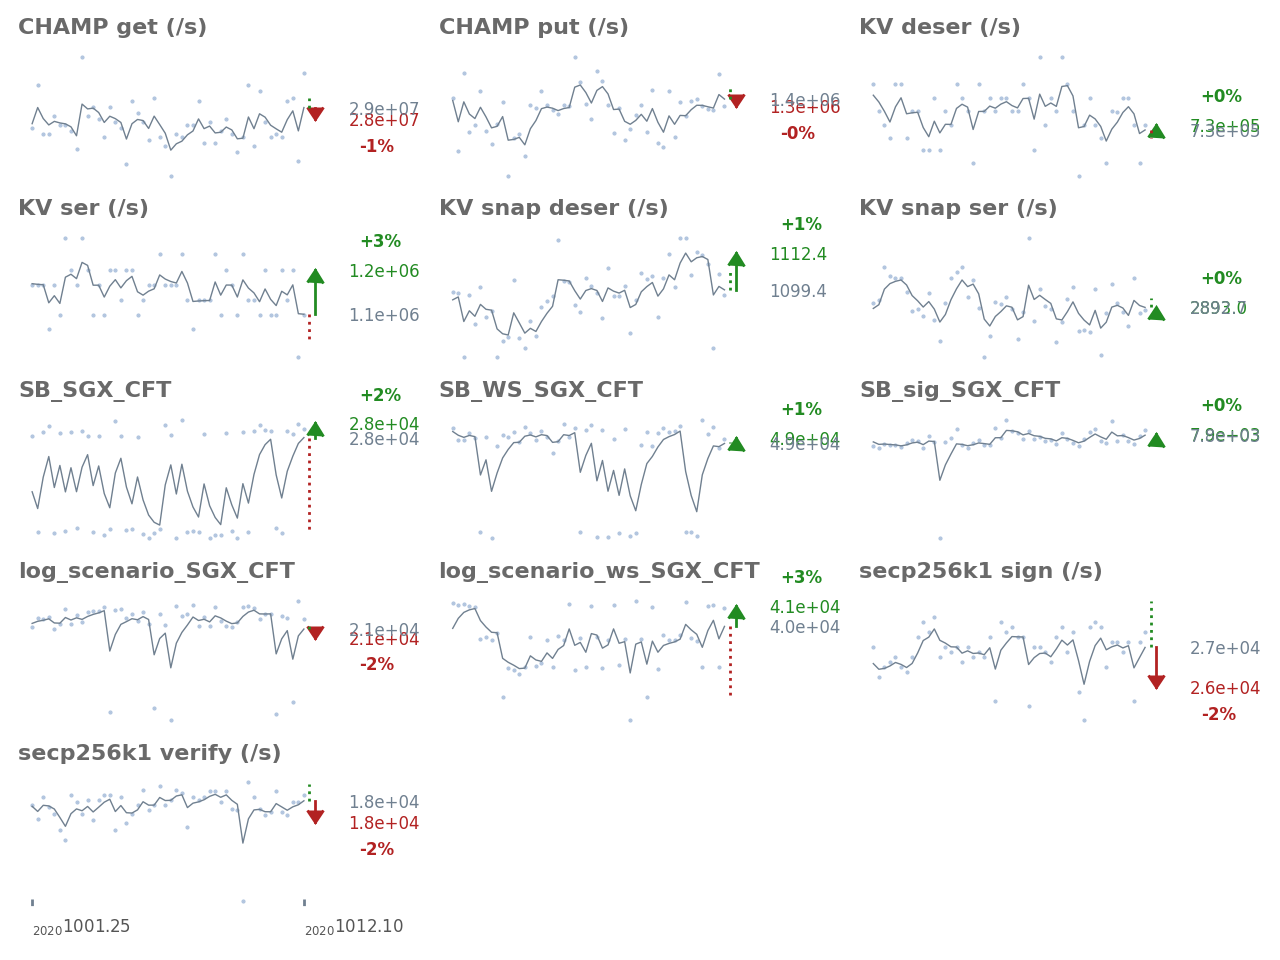 CHAMP get (/s)
2.9e+07
2.8e+07
-1%
CHAMP put (/s)
1.4e+06
1.3e+06
-0%
KV deser (/s)
+0%
7.3e+05
7.3e+05
KV ser (/s)
+3%
1.2e+06
1.1e+06
KV snap deser (/s)
+1%
1112.4
1099.4
KV snap ser (/s)
+0%
SB_SGX_CFT
+2%
2.8e+04
2.8e+04
SB_WS_SGX_CFT
+1%
4.9e+04
4.9e+04
SB_sig_SGX_CFT
+0%
7.9e+03
log_scenario_SGX_CFT
2.1e+04
2.1e+04
-2%
log_scenario_ws_SGX_CFT
+3%
4.1e+04
4.0e+04
secp256k1 sign (/s)
2.7e+04
2.6e+04
-2%
secp256k1 verify (/s)
1.8e+04
1.8e+04
-2%
2020 1001.25
2020 1012.10